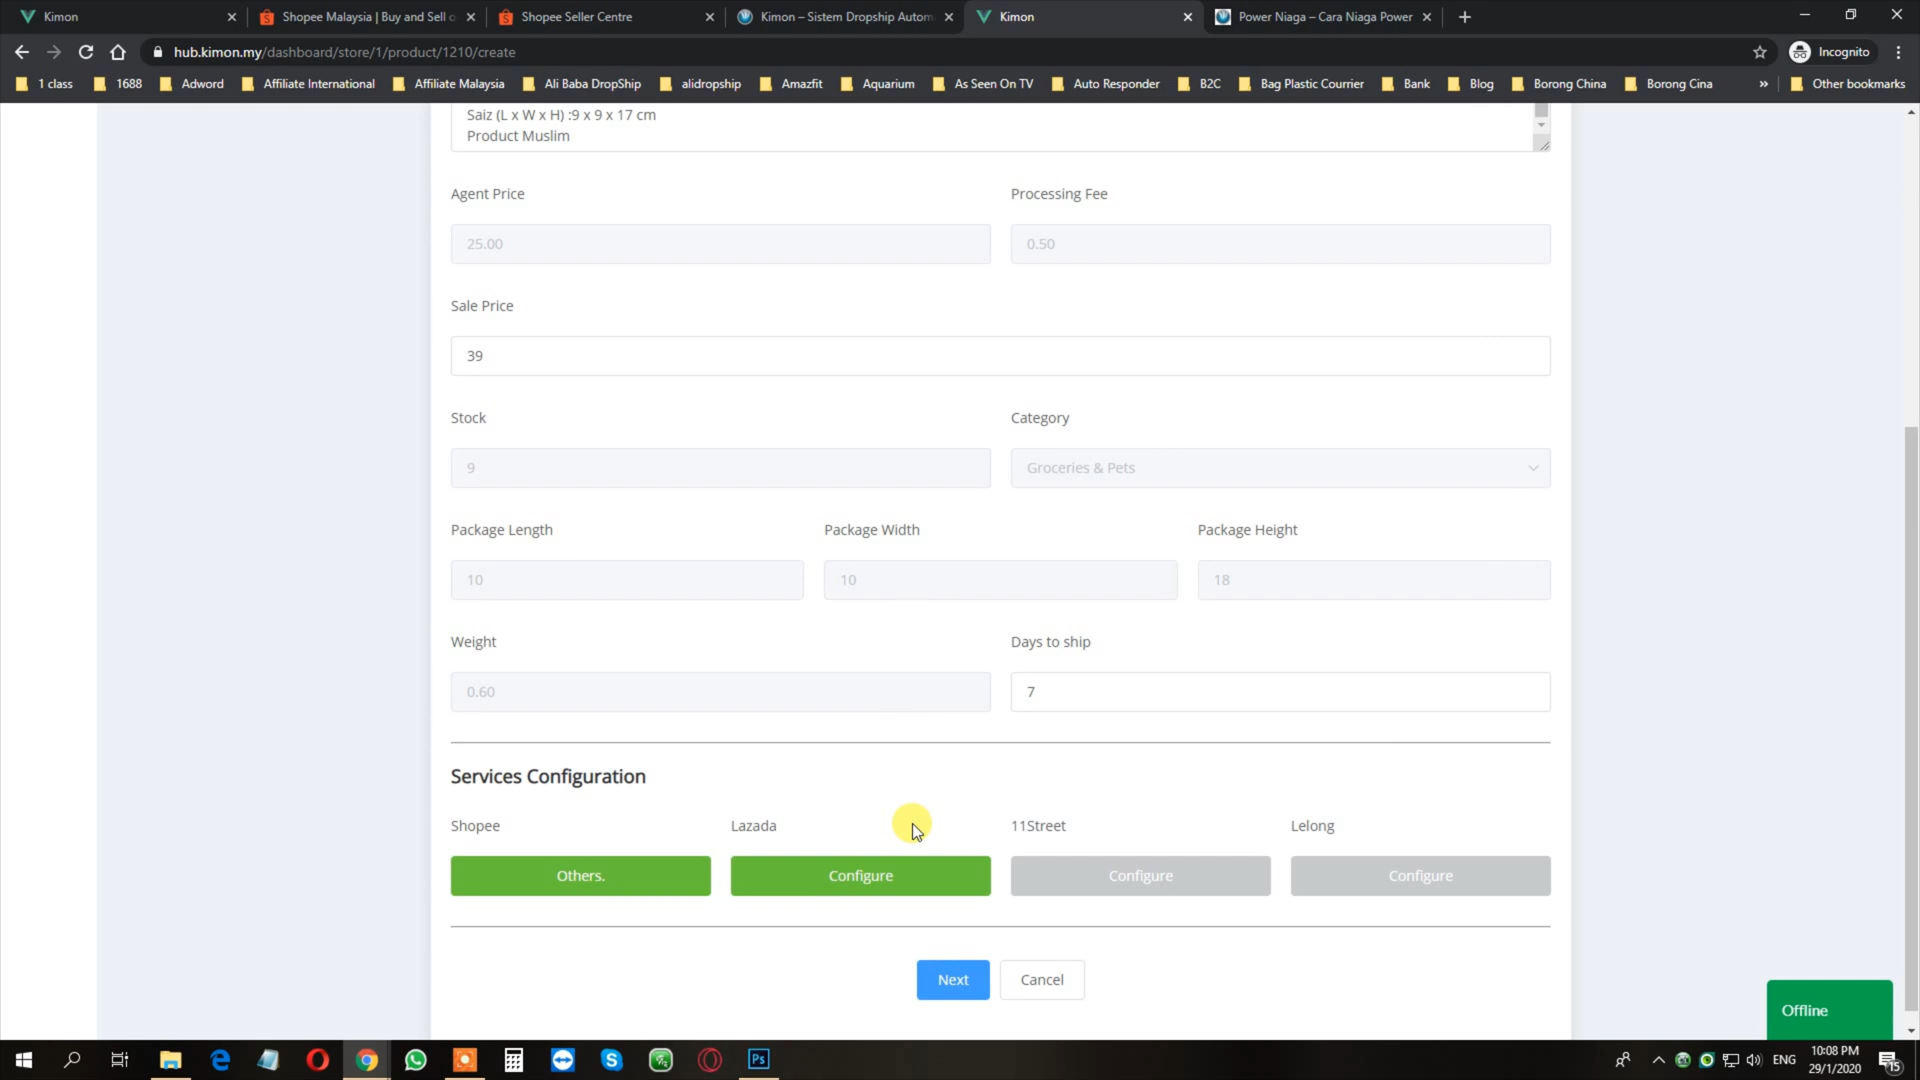 Kimon
Shopee Malaysia | Buy and Sell o
Shopee Seller Centre
Kimon – Sistem Dropship Autom
Kimon
Power Niaga – Cara Niaga Power
hub.kimon.my/dashboard/store/1/product/1210/create
Incognito
1 class
1688
Adword
Affiliate International
Affiliate Malaysia
Ali Baba DropShip
alidropship
Amazfit
Aquarium
As Seen On TV
Auto Responder
B2C
Bag Plastic Courrier
Bank
Blog
Borong China
Borong Cina
»
Other bookmarks
Saiz (L x W x H) :9 x 9 x 17 cm
Product Muslim
Agent Price
Processing Fee
25.00
0.50
Sale Price
39
Stock
Category
9
Groceries & Pets
Package Length
Package Width
Package Height
10
10
18
Weight
Days to ship
0.60
7
Services Configuration
Shopee
Lazada
11Street
Lelong
Others.
Configure
Configure
Configure
Next
Cancel
Offline
Ps
ENG
10:08 PM
29/1/2020
15